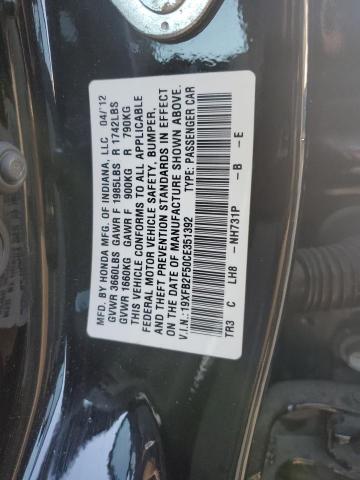 MFD. BY HONDA MFG. OF INDIANA, LLC 04/12
GVWR 3660LBS GAWR F 1985LBS R 1742LBS
GVWR 1660KG GAWR F 900KG R 790KG
THIS VEHICLE CONFORMS TO ALL APPLICABLE
FEDERAL MOTOR VEHICLE SAFETY, BUMPER,
AND THEFT PREVENTION STANDARDS IN EFFECT
ON THE DATE OF MANUFACTURE SHOWN ABOVE.
V.I.N.:19XFB2F50CE351392 TYPE: PASSENGER CAR
TR3 C LH8 -NH731P -B -E